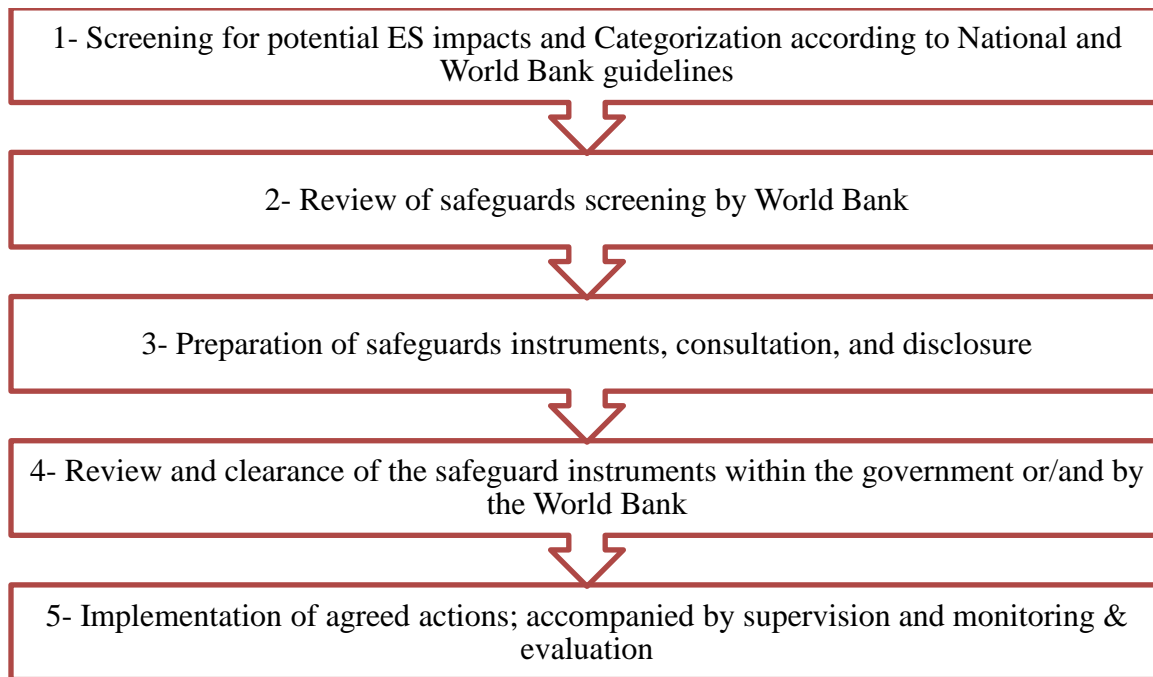 1- Screening for potential ES impacts and Categorization according to National and
World Bank guidelines
2- Review of safeguards screening by World Bank
3- Preparation of safeguards instruments, consultation, and disclosure
4- Review and clearance of the safeguard instruments within the government or/and by
the World Bank
5- Implementation of agreed actions; accompanied by supervision and monitoring &
evaluation